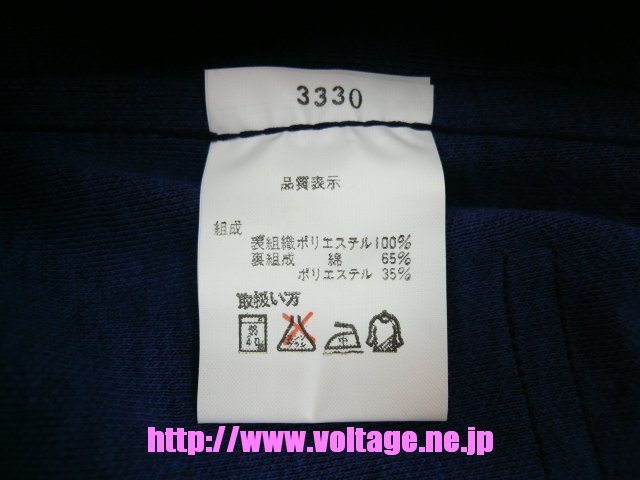 3330
品質表示
組成
表組織ポリエステル100%
裏組成 綿 65%
ポリエステル 35%
取扱い方
40
中
http://www.voltage.ne.jp